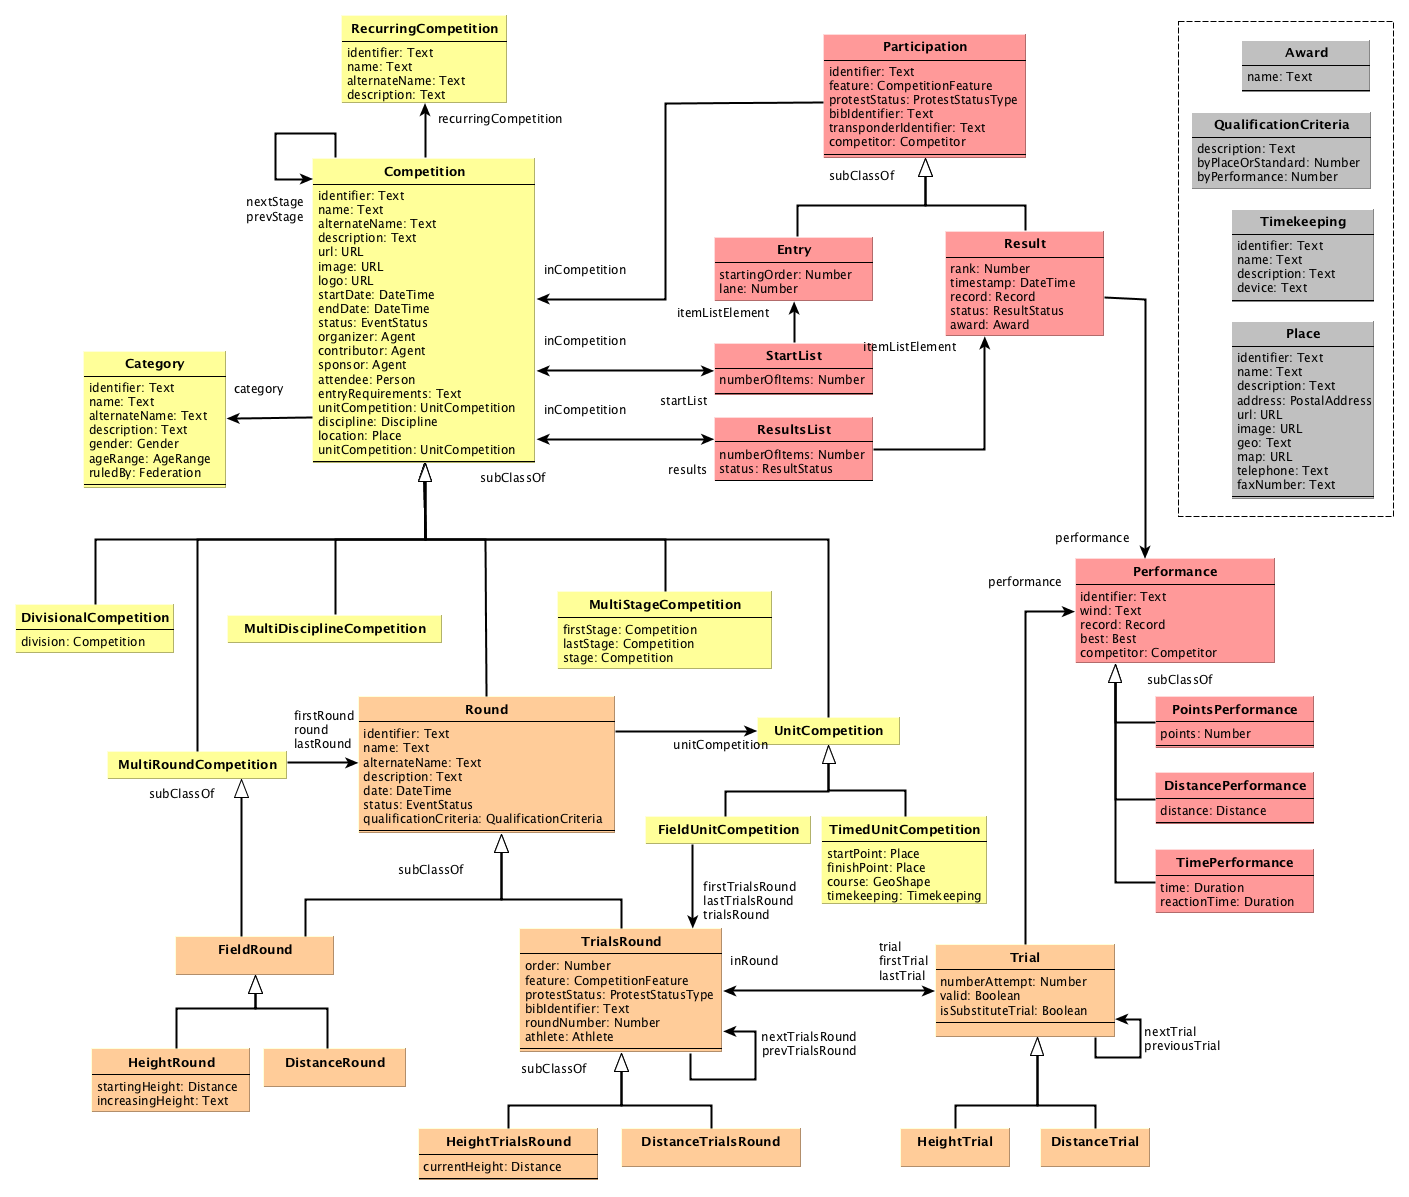 RecurringCompetition
identifier: Text
name: Text
alternateName: Text
description: Text
recurringCompetition
nextStage
prevStage
Competition
identifier: Text
name: Text
alternateName: Text
description: Text
url: URL
image: URL
logo: URL
startDate: DateTime
endDate: DateTime
status: EventStatus
organizer: Agent
contributor: Agent
sponsor: Agent
attendee: Person
entryRequirements: Text
unitCompetition: UnitCompetition
discipline: Discipline
location: Place
unitCompetition: UnitCompetition
Category
identifier: Text
name: Text
alternateName: Text
description: Text
gender: Gender
ageRange: AgeRange
ruledBy: Federation
category
Participation
identifier: Text
feature: CompetitionFeature
protestStatus: ProtestStatusType
bibIdentifier: Text
transponderIdentifier: Text
competitor: Competitor
subClassOf
Entry
startingOrder: Number
lane: Number
Result
rank: Number
timestamp: DateTime
record: Record
status: ResultStatus
award: Award
inCompetition
itemListElement
inCompetition
StartList
numberOfItems: Number
itemListElement
startList
inCompetition
ResultsList
numberOfItems: Number
status: ResultStatus
results
subClassOf
Award
name: Text
QualificationCriteria
description: Text
byPlaceOrStandard: Number
byPerformance: Number
Timekeeping
identifier: Text
name: Text
description: Text
device: Text
Place
identifier: Text
name: Text
description: Text
address: PostalAddress
url: URL
image: URL
geo: Text
map: URL
telephone: Text
faxNumber: Text
performance
performance
Performance
identifier: Text
wind: Text
record: Record
best: Best
competitor: Competitor
subClassOf
PointsPerformance
points: Number
DistancePerformance
distance: Distance
TimePerformance
time: Duration
reactionTime: Duration
DivisionalCompetition
division: Competition
MultiDisciplineCompetition
MultiStageCompetition
firstStage: Competition
lastStage: Competition
stage: Competition
MultiRoundCompetition
firstRound
round
lastRound
subClassOf
Round
identifier: Text
name: Text
alternateName: Text
description: Text
date: DateTime
status: EventStatus
qualificationCriteria: QualificationCriteria
unitCompetition
UnitCompetition
FieldUnitCompetition
TimedUnitCompetition
startPoint: Place
finishPoint: Place
course: GeoShape
timekeeping: Timekeeping
subClassOf
firstTrialsRound
lastTrialsRound
trialsRound
FieldRound
TrialsRound
order: Number
feature: CompetitionFeature
protestStatus: ProtestStatusType
bibIdentifier: Text
roundNumber: Number
athlete: Athlete
inRound
trial
firstTrial
lastTrial
Trial
numberAttempt: Number
valid: Boolean
isSubstituteTrial: Boolean
nextTrial
previousTrial
nextTrialsRound
prevTrialsRound
subClassOf
HeightRound
startingHeight: Distance
increasingHeight: Text
DistanceRound
HeightTrialsRound
currentHeight: Distance
DistanceTrialsRound
HeightTrial
DistanceTrial